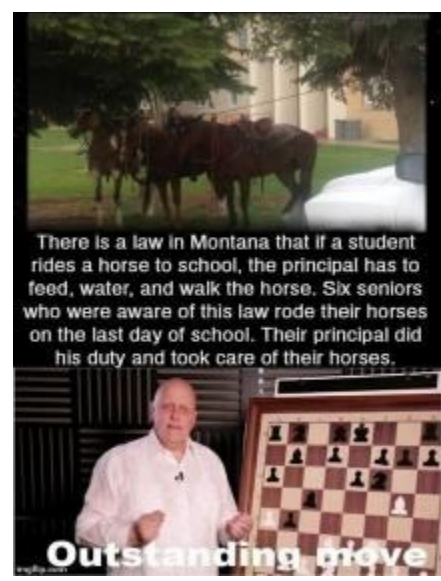 There is a law in Montana that if a student
rides a horse to school, the principal has to
feed, water, and walk the horse. Six seniors
who were aware of this law rode their horses
on the last day of school. Their principal did
his duty and took care of their horses.
Outstanding move
imgflip.com